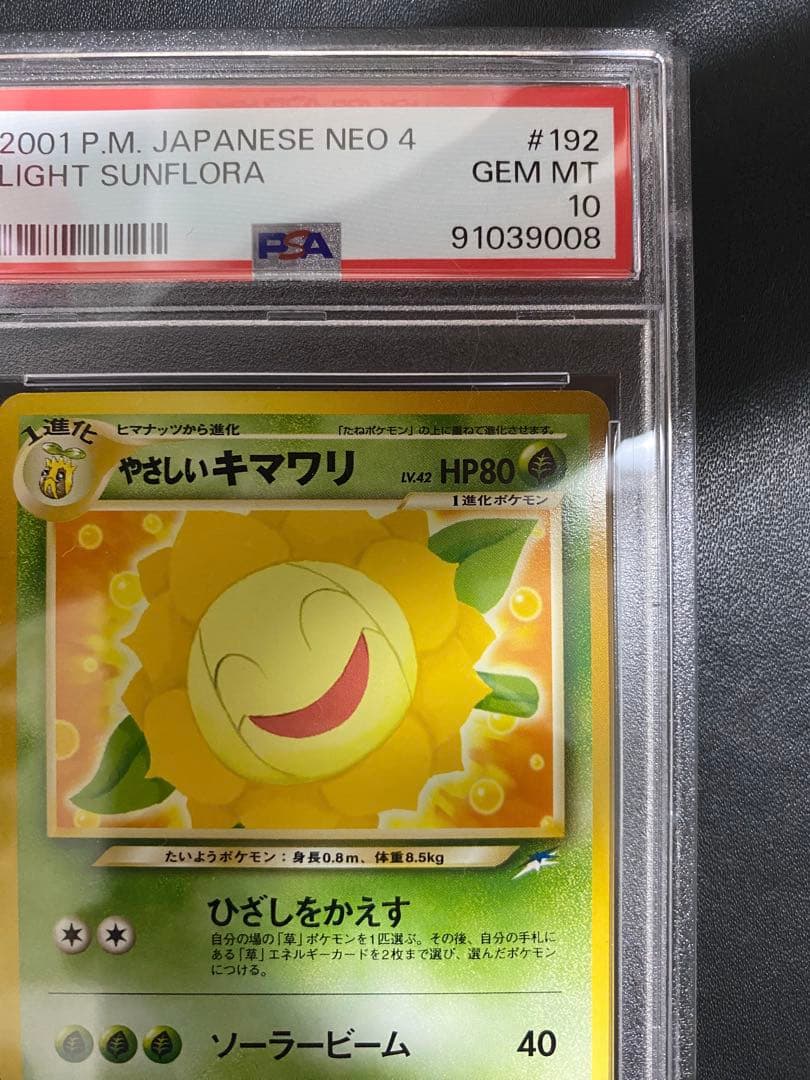 2001 P.M. JAPANESE NEO 4 #192
LIGHT SUNFLORA GEM MT
10
PSA 91039008
1進化 ヒマナッツから進化 「たねポケモン」の上に重ねて進化させます。
やさしいキマワリ LV.42 HP80
1進化ポケモン
たいようポケモン：身長0.8m、体重8.5kg
ひざしをかえす
自分の場の「草」ポケモンを1匹選ぶ。その後、自分の手札に
ある「草」エネルギーカードを2枚まで選び、選んだポケモン
につける。
ソーラービーム 40